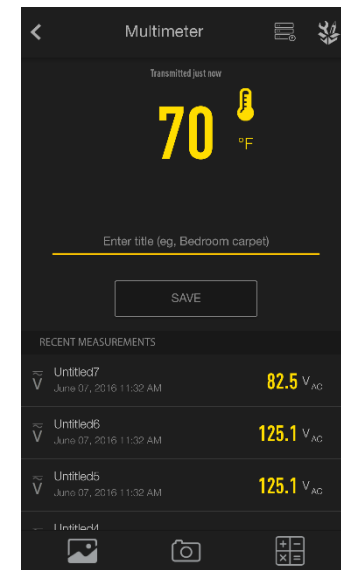 Multimeter
Transmitted just now
70 °F
Enter title (eg, Bedroom carpet)
SAVE
RECENT MEASUREMENTS
Untitled7
V June 07, 2016 11:32 AM 82.5 VAC
Untitled6
V June 07, 2016 11:32 AM 125.1 VAC
Untitled5
V June 07, 2016 11:32 AM 125.1 VAC
Untitled4